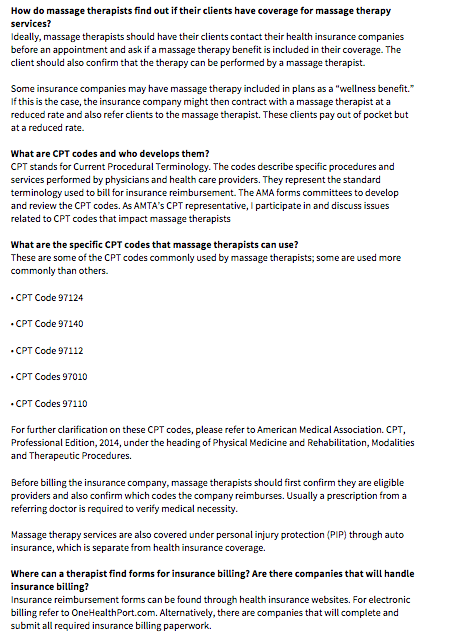 How do massage therapists find out if their clients have coverage for massage therapy
services?
Ideally, massage therapists should have their clients contact their health insurance companies
before an appointment and ask if a massage therapy benefit is included in their coverage. The
client should also confirm that the therapy can be performed by a massage therapist.
Some insurance companies may have massage therapy included in plans as a “wellness benefit.”
If this is the case, the insurance company might then contract with a massage therapist at a
reduced rate and also refer clients to the massage therapist. These clients pay out of pocket but
at a reduced rate.
What are CPT codes and who develops them?
CPT stands for Current Procedural Terminology. The codes describe specific procedures and
services performed by physicians and health care providers. They represent the standard
terminology used to bill for insurance reimbursement. The AMA forms committees to develop
and review the CPT codes. As AMTA’s CPT representative, I participate in and discuss issues
related to CPT codes that impact massage therapists
What are the specific CPT codes that massage therapists can use?
These are some of the CPT codes commonly used by massage therapists; some are used more
commonly than others.
• CPT Code 97124
• CPT Code 97140
• CPT Code 97112
• CPT Codes 97010
• CPT Codes 97110
For further clarification on these CPT codes, please refer to American Medical Association. CPT,
Professional Edition, 2014, under the heading of Physical Medicine and Rehabilitation, Modalities
and Therapeutic Procedures.
Before billing the insurance company, massage therapists should first confirm they are eligible
providers and also confirm which codes the company reimburses. Usually a prescription from a
referring doctor is required to verify medical necessity.
Massage therapy services are also covered under personal injury protection (PIP) through auto
insurance, which is separate from health insurance coverage.
Where can a therapist find forms for insurance billing? Are there companies that will handle
insurance billing?
Insurance reimbursement forms can be found through health insurance websites. For electronic
billing refer to OneHealthPort.com. Alternatively, there are companies that will complete and
submit all required insurance billing paperwork.